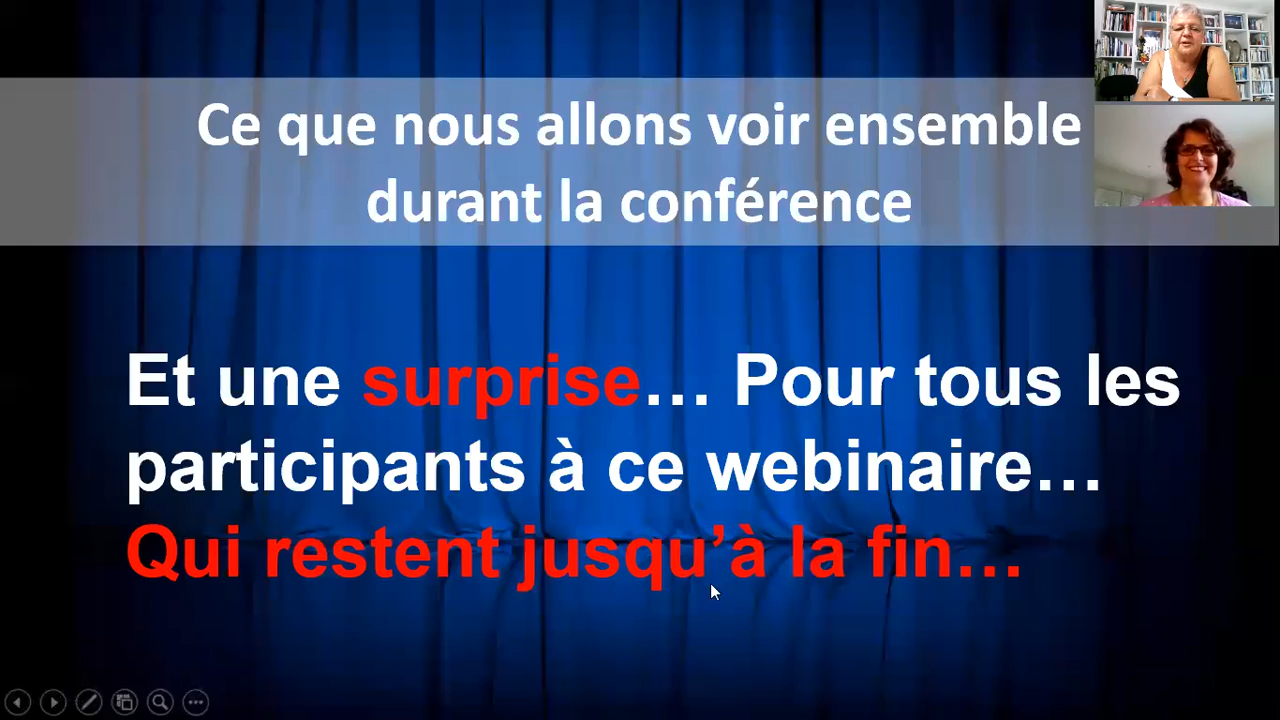 Ce que nous allons voir ensemble
durant la conférence
Et une surprise… Pour tous les
participants à ce webinaire…
Qui restent jusqu’à la fin…